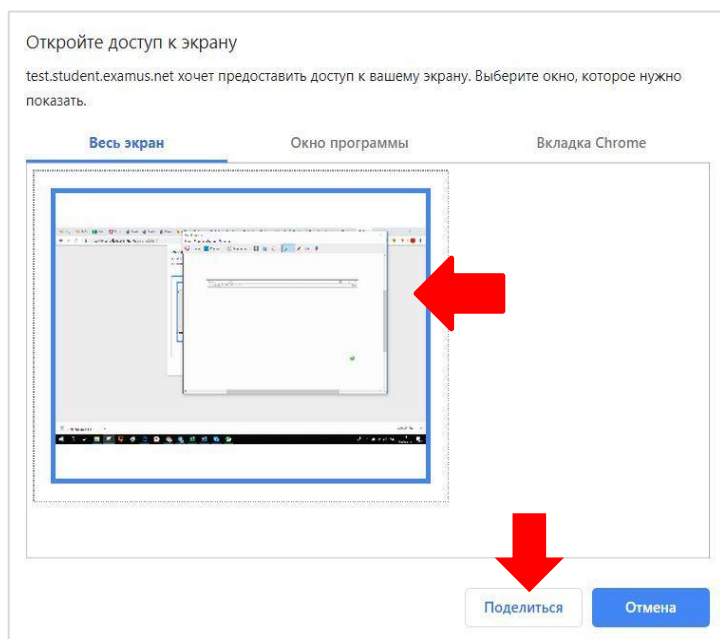 Откройте доступ к экрану
test.student.examus.net хочет предоставить доступ к вашему экрану. Выберите окно, которое нужно
показать.
Весь экран Окно программы Вкладка Chrome
Поделиться Отмена